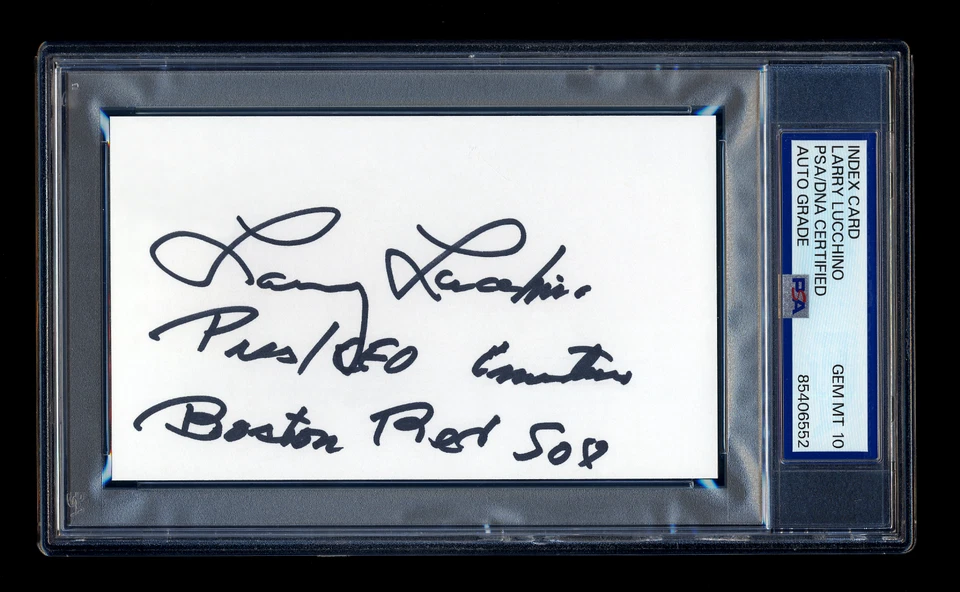 Larry Lucchino
Pres/CEO
Boston Red Sox
INDEX CARD
LARRY LUCCHINO
PSA/DNA CERTIFIED
AUTO GRADE
GEM MT 10
85406552
PSA